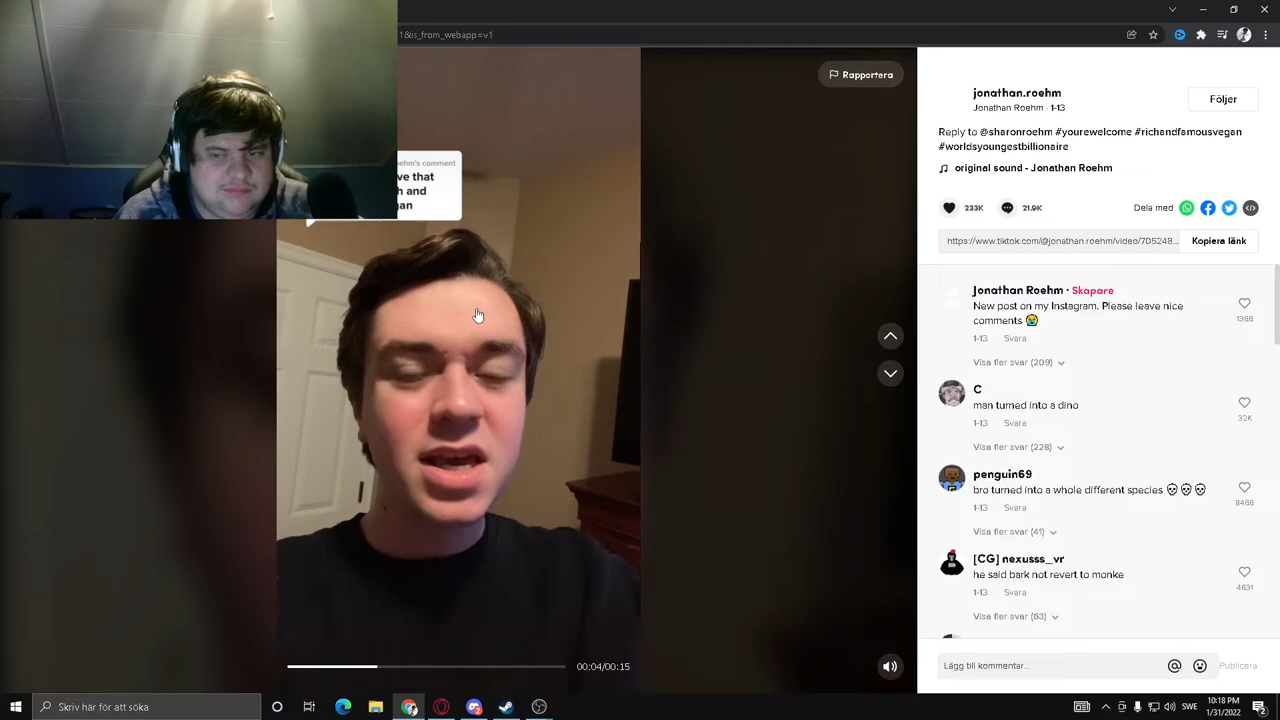 1&is_from_webapp=v1
Rapportera
oehm's comment
ve that
h and
an
00:04/00:15
jonathan.roehm
Jonathan Roehm · 1-13
Följer
Reply to @sharonroehm #yourewelcome #richandfamousvegan
#worldsyoungestbillionaire
original sound - Jonathan Roehm
233K
21.9K
Dela med
https://www.tiktok.com/@jonathan.roehm/video/705248...
Kopiera länk
Jonathan Roehm · Skapare
New post on my Instagram. Please leave nice
comments 😭
1366
1-13 Svara
Visa fler svar (209)
C
man turned into a dino
32K
1-13 Svara
Visa fler svar (228)
penguin69
bro turned into a whole different species 💀💀💀
8466
1-13 Svara
Visa fler svar (41)
[CG] nexusss_vr
he said bark not revert to monke
4631
1-13 Svara
Visa fler svar (63)
Lägg till kommentar...
Publicera
Skriv här för att söka
SWE
10:18 PM
1/31/2022